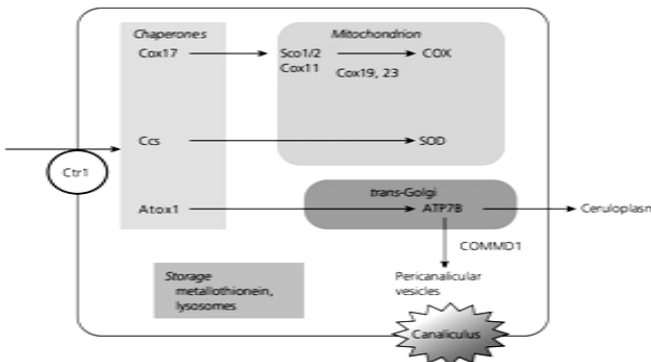 Chaperones
Mitochondrion
Cox17
Sco1/2
COX
Cox11
Cox19, 23
Ccs
SOD
Ctr1
trans-Golgi
Atox1
ATP7B
Ceruloplasm
COMMD1
Storage
metallothionein,
lysosomes
Pericanalicular
vesicles
Canaliculus